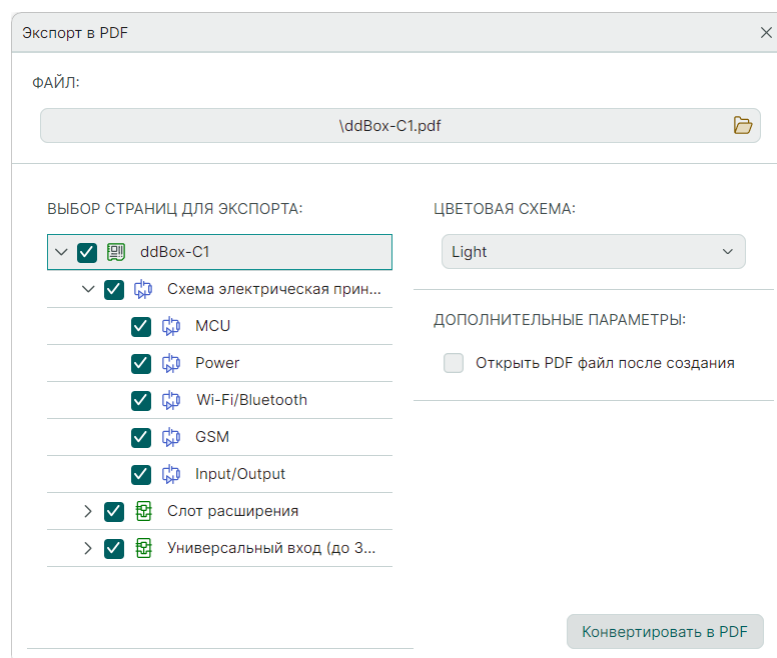 Экспорт в PDF
ФАЙЛ:
\ddBox-C1.pdf
ВЫБОР СТРАНИЦ ДЛЯ ЭКСПОРТА:
ddBox-C1
Схема электрическая прин...
MCU
Power
Wi-Fi/Bluetooth
GSM
Input/Output
Слот расширения
Универсальный вход (до 3...
ЦВЕТОВАЯ СХЕМА:
Light
ДОПОЛНИТЕЛЬНЫЕ ПАРАМЕТРЫ:
Открыть PDF файл после создания
Конвертировать в PDF